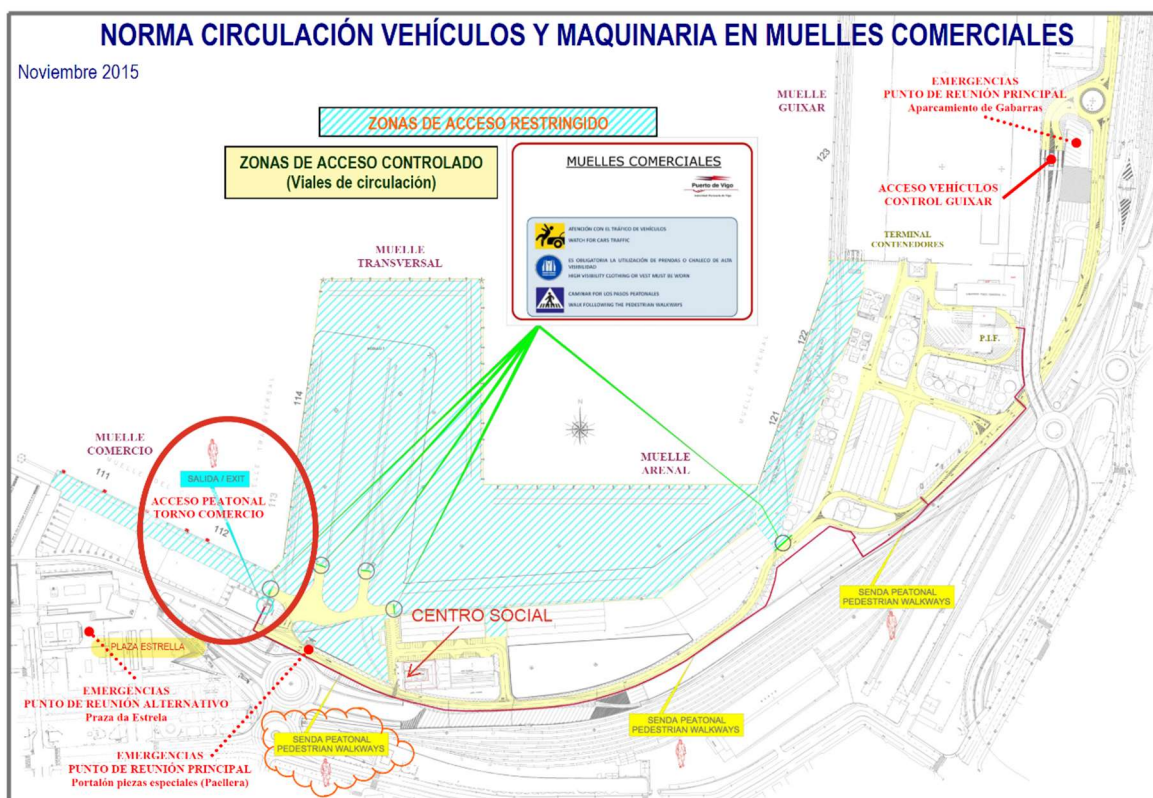 NORMA CIRCULACIÓN VEHÍCULOS Y MAQUINARIA EN MUELLES COMERCIALES
Noviembre 2015
EMERGENCIAS
PUNTO DE REUNIÓN PRINCIPAL
Aparcamiento de Gabarras
MUELLE
GUIXAR
ZONAS DE ACCESO RESTRINGIDO
ZONAS DE ACCESO CONTROLADO
(Viales de circulación)
MUELLES COMERCIALES
Puerto de Vigo
ATENCIÓN CON EL TRÁFICO DE VEHÍCULOS
WATCH FOR CARS TRAFFIC
ES OBLIGATORIA LA UTILIZACIÓN DE PRENDAS O CHALECO DE ALTA
VISIBILIDAD
HIGH VISIBILITY CLOTHING OR VEST MUST BE WORN
CAMINAR POR LOS PASOS PEATONALES
WALK FOLLLOWING THE PEDESTRIAN WALKWAYS
123
ACCESO VEHÍCULOS
CONTROL GUIXAR
TERMINAL
CONTENEDORES
MUELLE
TRANSVERSAL
P.I.F.
122
114
121
MUELLE
ARENAL
N
MUELLE
COMERCIO
111
SALIDA / EXIT
ACCESO PEATONAL
TORNO COMERCIO
113
112
CENTRO SOCIAL
SENDA PEATONAL
PEDESTRIAN WALKWAYS
PLAZA ESTRELLA
EMERGENCIAS
PUNTO DE REUNIÓN ALTERNATIVO
Praza da Estrela
SENDA PEATONAL
PEDESTRIAN WALKWAYS
SENDA PEATONAL
PEDESTRIAN WALKWAYS
EMERGENCIAS
PUNTO DE REUNIÓN PRINCIPAL
Portalón piezas especiales (Paellera)